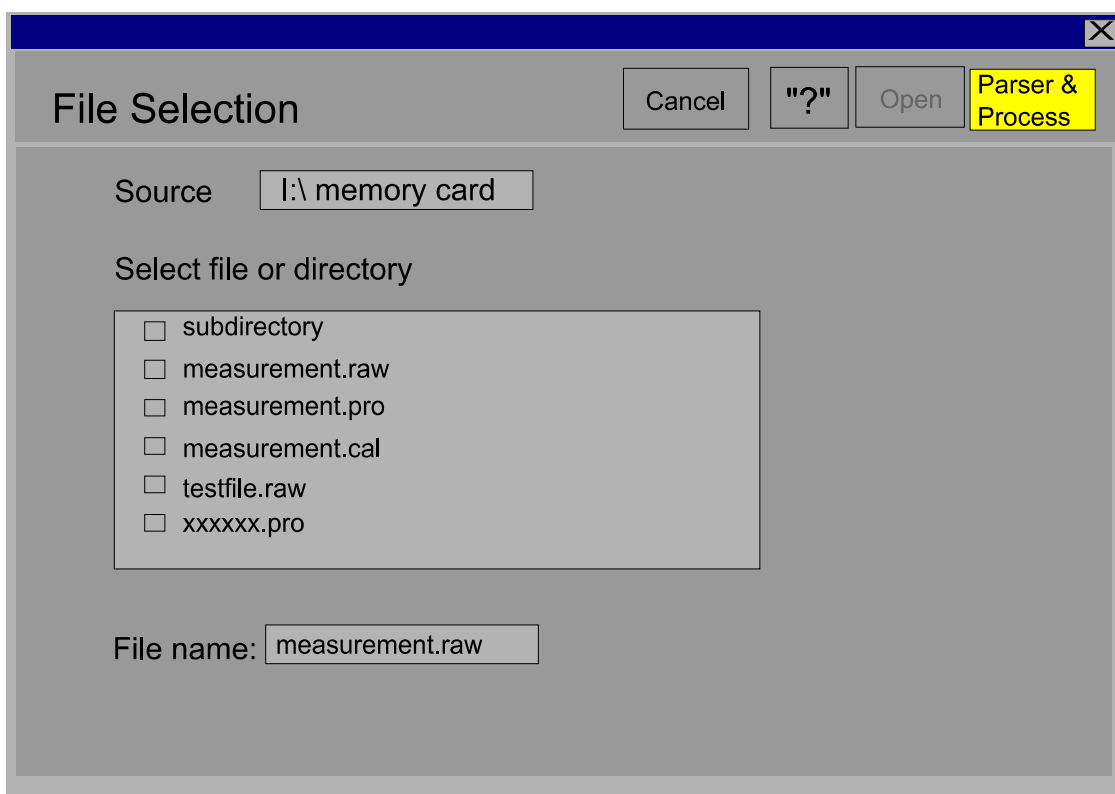 File Selection
Cancel
"?"
Open
Parser &
Process
Source
I:\ memory card
Select file or directory
subdirectory
measurement.raw
measurement.pro
measurement.cal
testfile.raw
xxxxxx.pro
File name:
measurement.raw